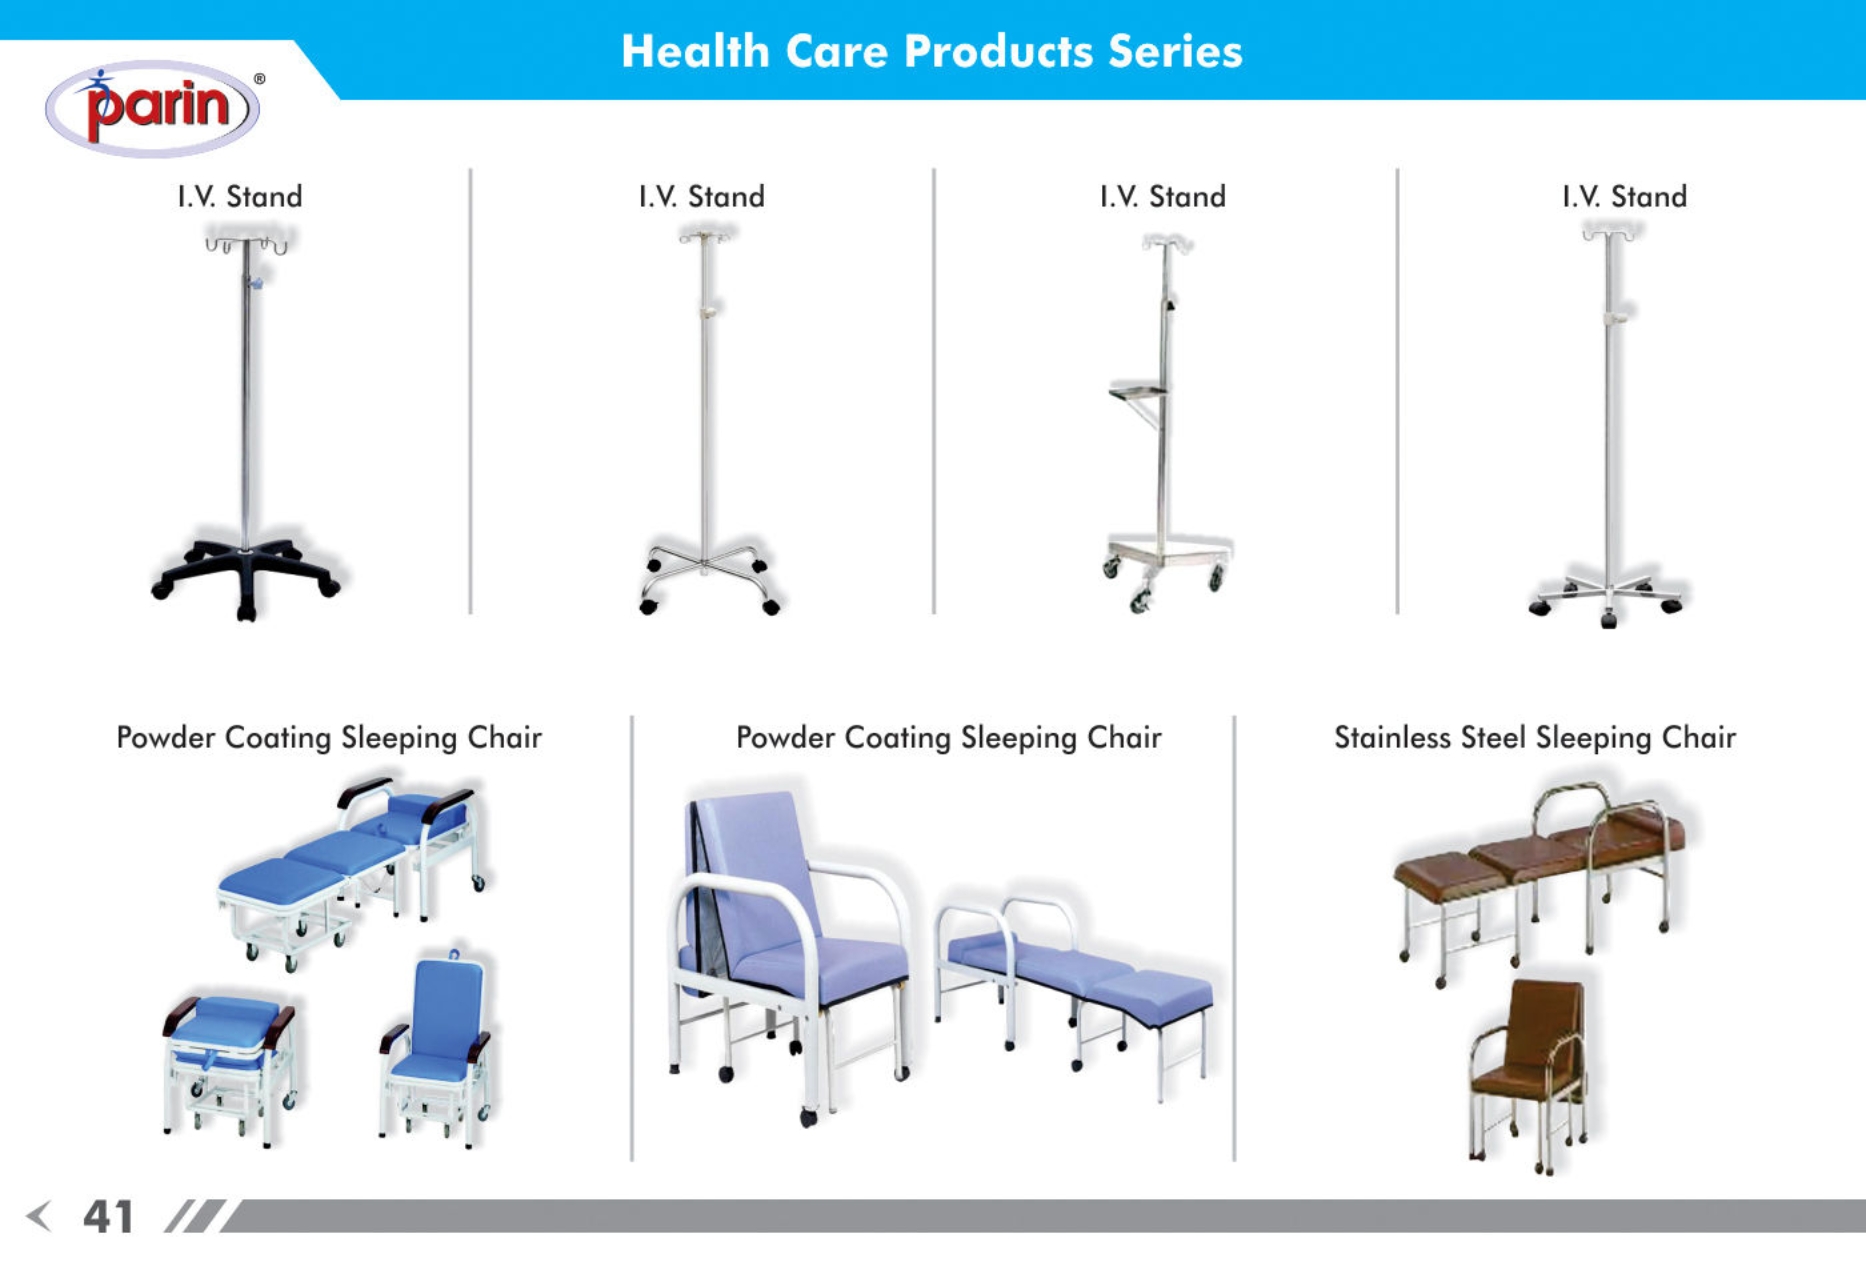 Health Care Products Series
parin®
I.V. Stand
I.V. Stand
I.V. Stand
I.V. Stand
Powder Coating Sleeping Chair
Powder Coating Sleeping Chair
Stainless Steel Sleeping Chair
41